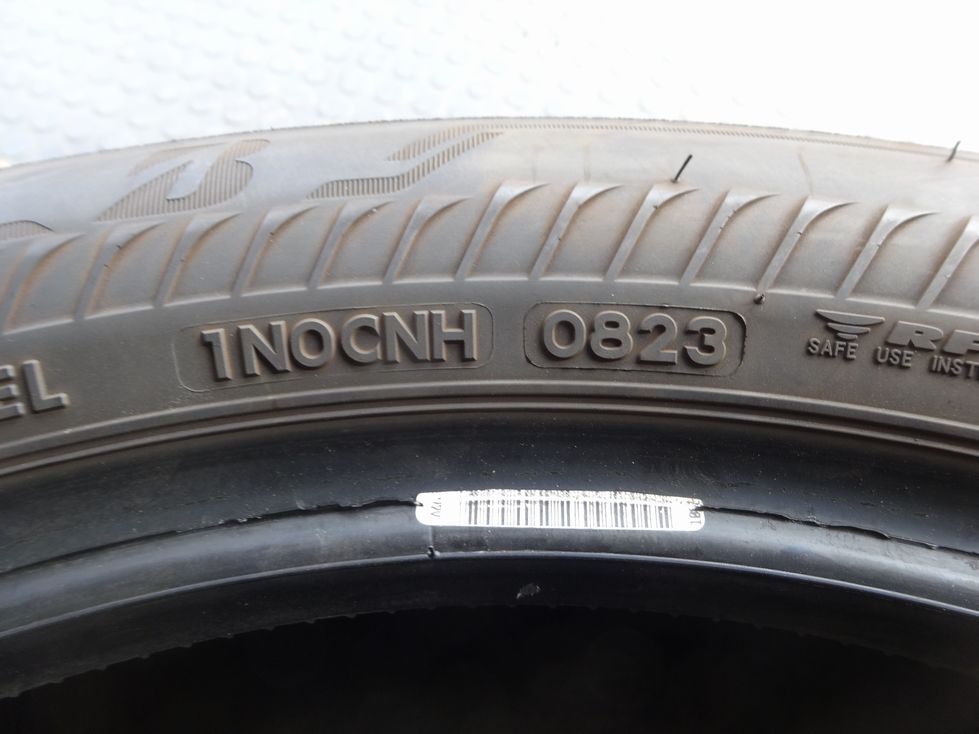 EL
1N0CNH
0823
SAFE USE INST